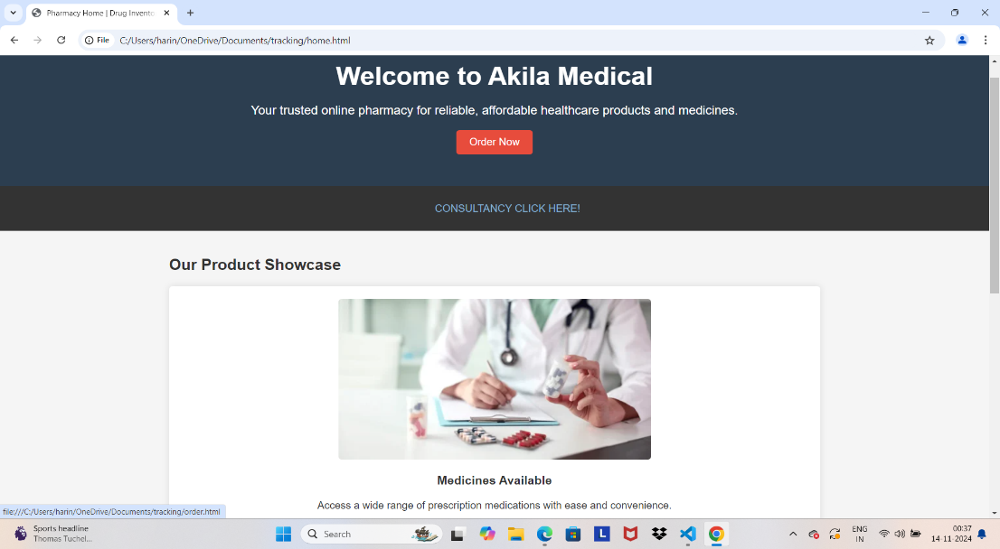 Pharmacy Home | Drug Invento
File
C:/Users/harin/OneDrive/Documents/tracking/home.html
Welcome to Akila Medical
Your trusted online pharmacy for reliable, affordable healthcare products and medicines.
Order Now
CONSULTANCY CLICK HERE!
Our Product Showcase
Medicines Available
Access a wide range of prescription medications with ease and convenience.
file:///C:/Users/harin/OneDrive/Documents/tracking/order.html
Sports headline
Thomas Tuchel...
Search
L
ENG
IN
00:37
14-11-2024